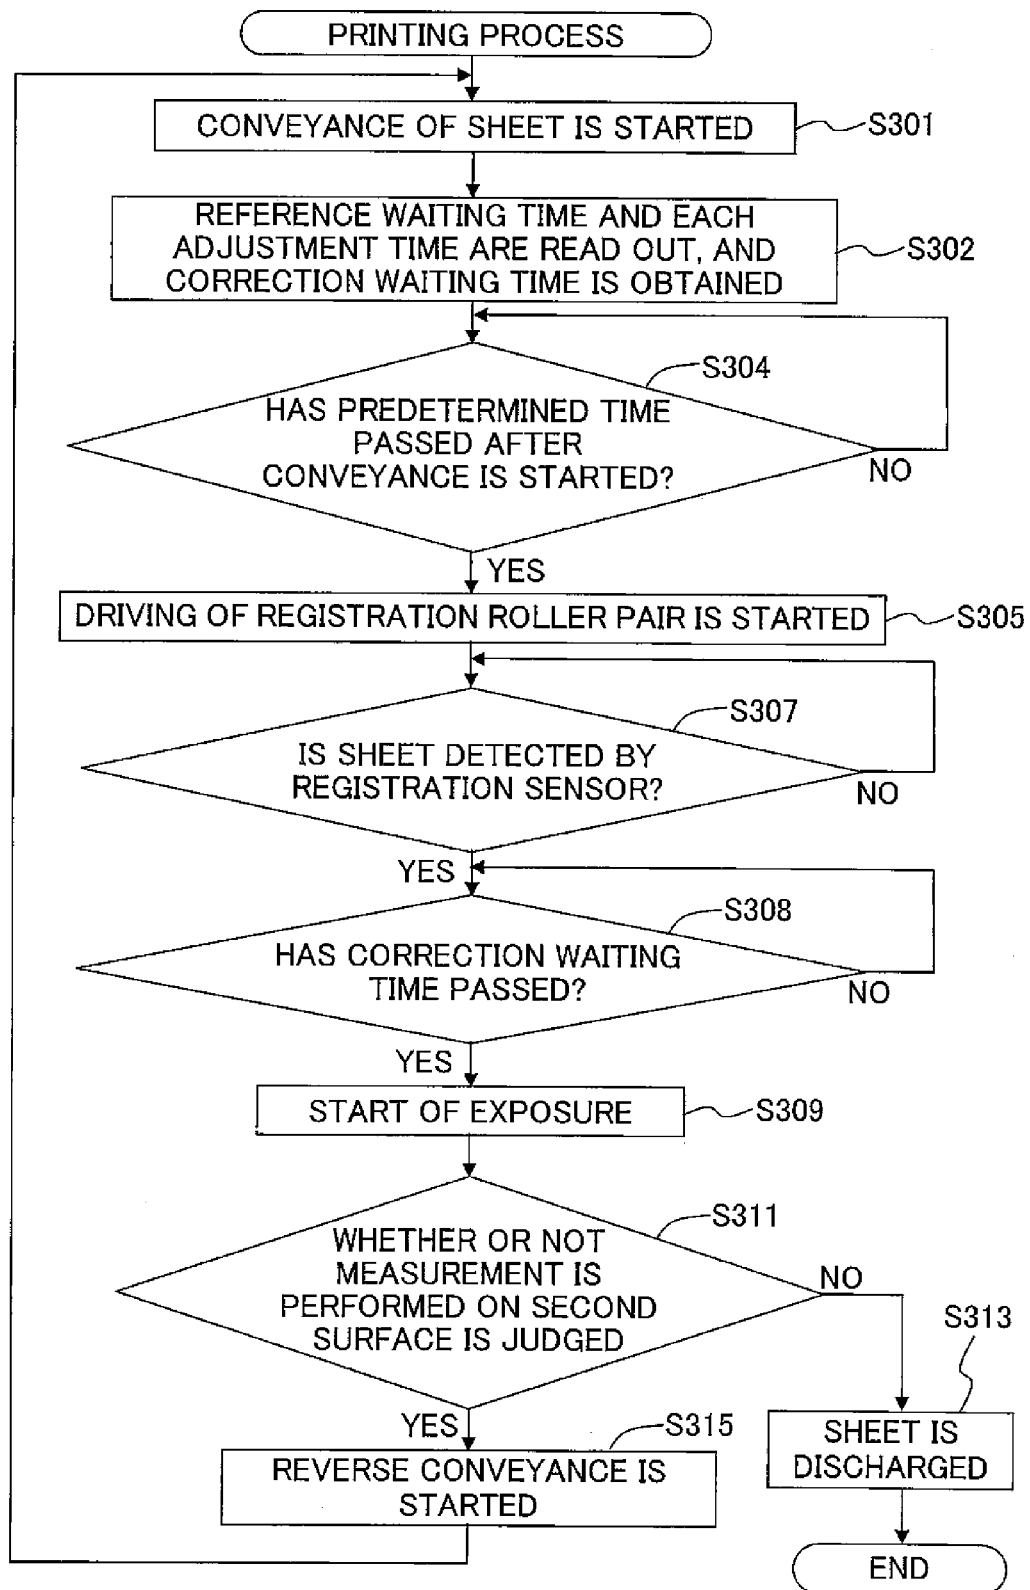 PRINTING PROCESS
CONVEYANCE OF SHEET IS STARTED
S301
REFERENCE WAITING TIME AND EACH
ADJUSTMENT TIME ARE READ OUT, AND
CORRECTION WAITING TIME IS OBTAINED
S302
S304
HAS PREDETERMINED TIME
PASSED AFTER
CONVEYANCE IS STARTED?
NO
YES
DRIVING OF REGISTRATION ROLLER PAIR IS STARTED
S305
S307
IS SHEET DETECTED BY
REGISTRATION SENSOR?
NO
YES
S308
HAS CORRECTION WAITING
TIME PASSED?
NO
YES
START OF EXPOSURE
S309
S311
WHETHER OR NOT
MEASUREMENT IS
PERFORMED ON SECOND
SURFACE IS JUDGED
NO
S313
YES
S315
SHEET IS
DISCHARGED
REVERSE CONVEYANCE IS
STARTED
END